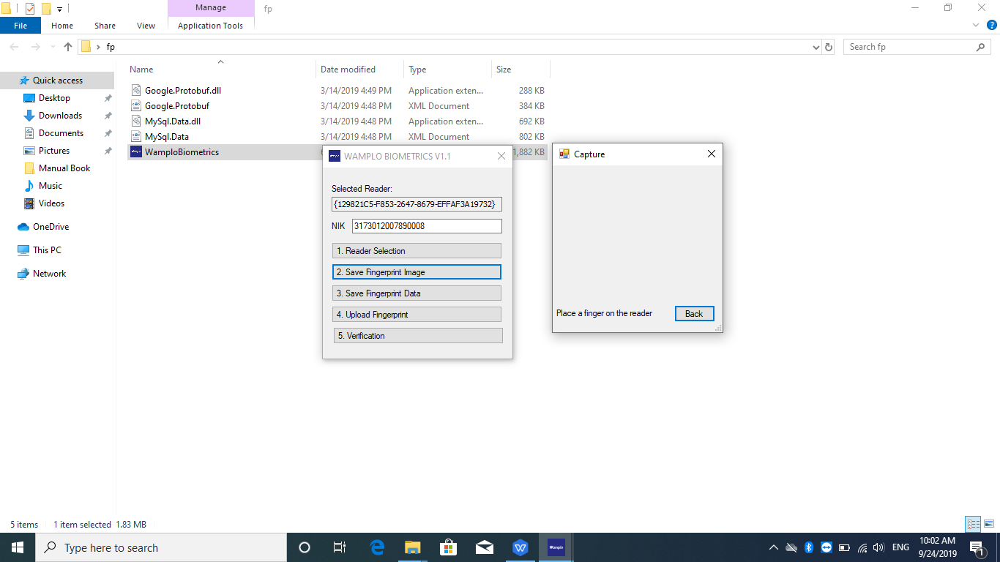 Manage
fp
File
Home
Share
View
Application Tools
fp
Search fp
Name
Date modified
Type
Size
Quick access
Desktop
Downloads
Documents
Pictures
Manual Book
Music
Videos
OneDrive
This PC
Network
Google.Protobuf.dll 3/14/2019 4:49 PM Application exten... 288 KB
Google.Protobuf 3/14/2019 4:48 PM XML Document 384 KB
MySql.Data.dll 3/14/2019 4:48 PM Application exten... 692 KB
MySql.Data 3/14/2019 4:48 PM XML Document 802 KB
WamploBiometrics 1,882 KB
WAMPLO BIOMETRICS V1.1
Selected Reader:
{129821C5-F853-2647-8679-EFFAF3A19732}
NIK 3173012007890008
1. Reader Selection
2. Save Fingerprint Image
3. Save Fingerprint Data
4. Upload Fingerprint
5. Verification
Capture
Place a finger on the reader
Back
5 items 1 item selected 1.83 MB
Type here to search
Wamplo
ENG
10:02 AM
9/24/2019
1